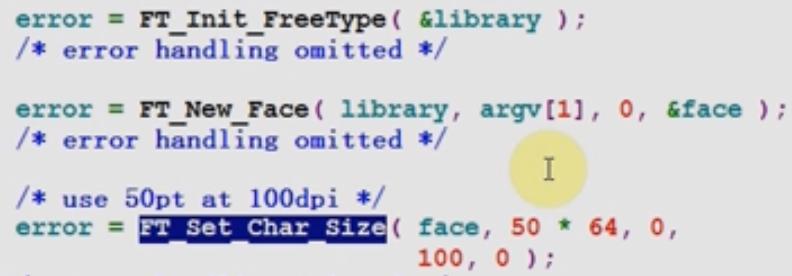 error = FT_Init_FreeType( &library );
/* error handling omitted */
error = FT_New_Face( library, argv[1], 0, &face );
/* error handling omitted */
/* use 50pt at 100dpi */
error = FT_Set_Char_Size( face, 50 * 64, 0,
100, 0 );